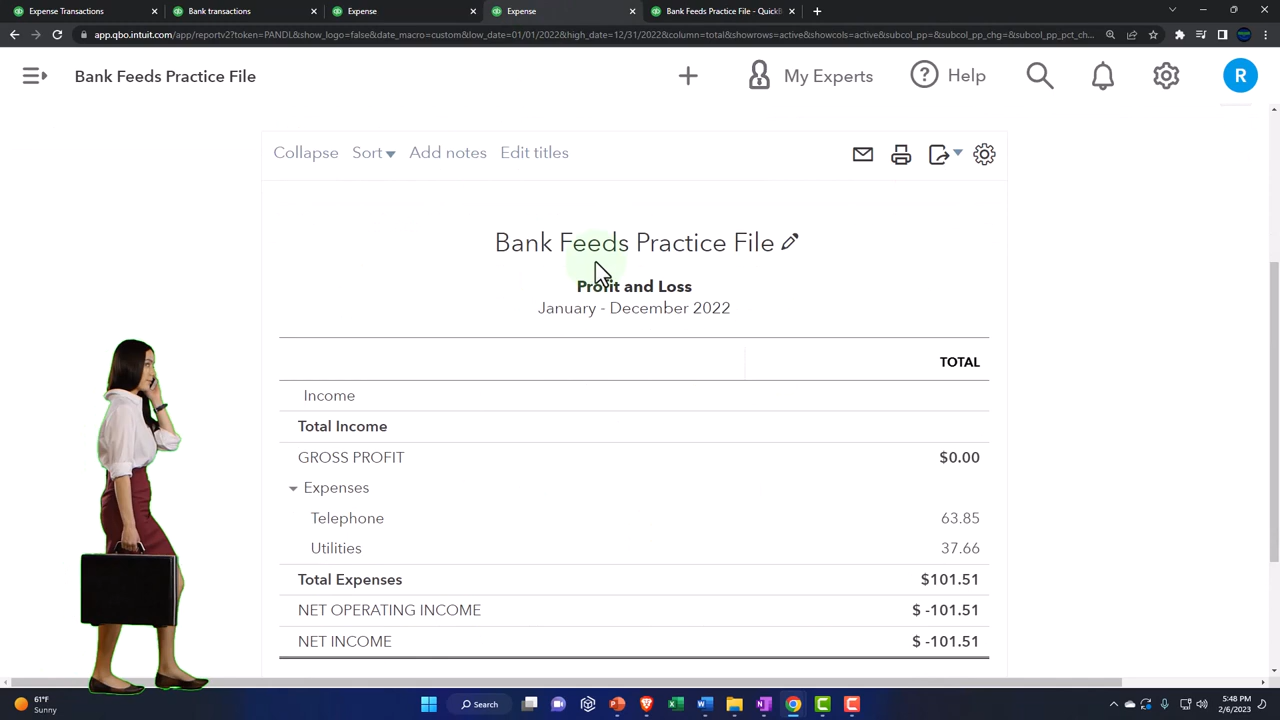 Expense Transactions
Bank transactions
Expense
Expense
Bank Feeds Practice File - QuickB
app.qbo.intuit.com/app/reportv2?token=PANDL&show_logo=false&date_macro=custom&low_date=01/01/2022&high_date=12/31/2022&column=total&showrows=active&showcols=active&subcol_pp=&subcol_pp_chg=&subcol_pp_pct_ch...
Bank Feeds Practice File
My Experts
Help
R
Collapse Sort Add notes Edit titles
Bank Feeds Practice File
Profit and Loss
January - December 2022
TOTAL
Income
Total Income
GROSS PROFIT $0.00
Expenses
Telephone 63.85
Utilities 37.66
Total Expenses $101.51
NET OPERATING INCOME $ -101.51
NET INCOME $ -101.51
61°F
Sunny
Search
5:48 PM
2/6/2023